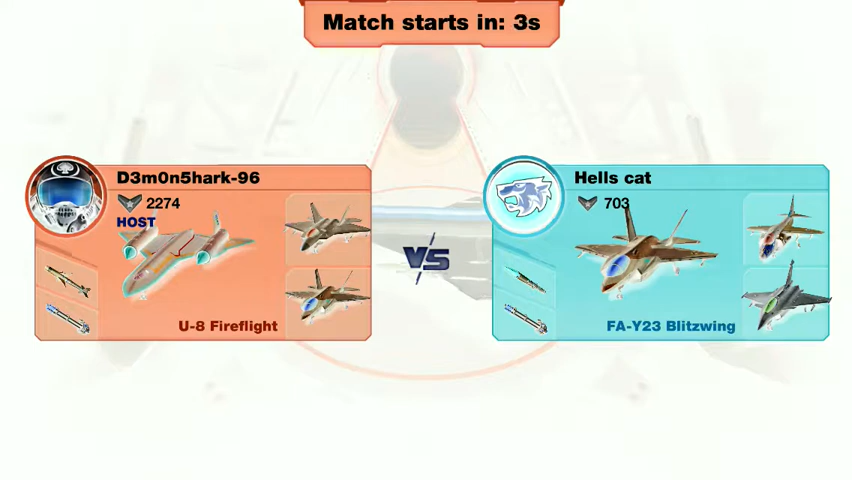 Match starts in: 3s
D3m0n5hark-96
2274
HOST
U-8 Fireflight
VS
Hells cat
703
FA-Y23 Blitzwing